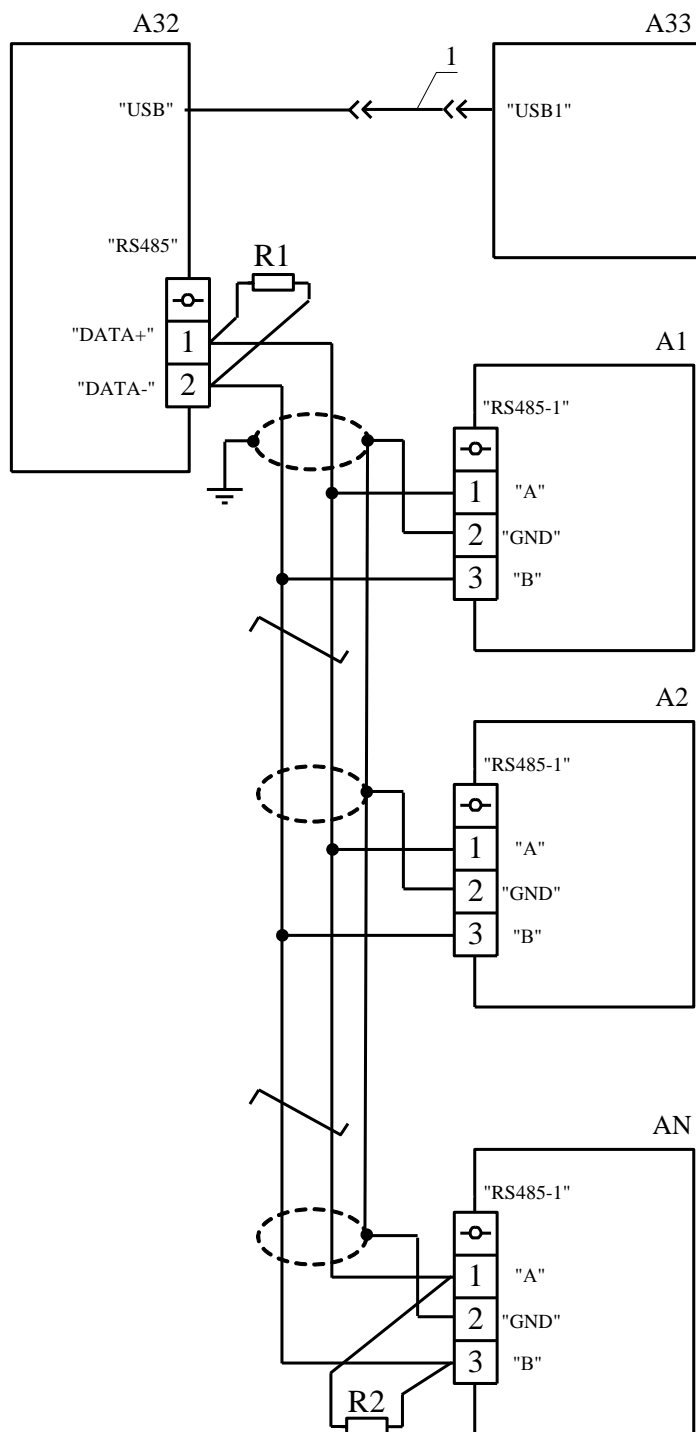 A32
A33
1
"USB"
"USB1"
"RS485"
R1
"DATA+"
1
"DATA-"
2
A1
"RS485-1"
1
"A"
2
"GND"
3
"B"
A2
"RS485-1"
1
"A"
2
"GND"
3
"B"
AN
"RS485-1"
1
"A"
2
"GND"
3
"B"
R2